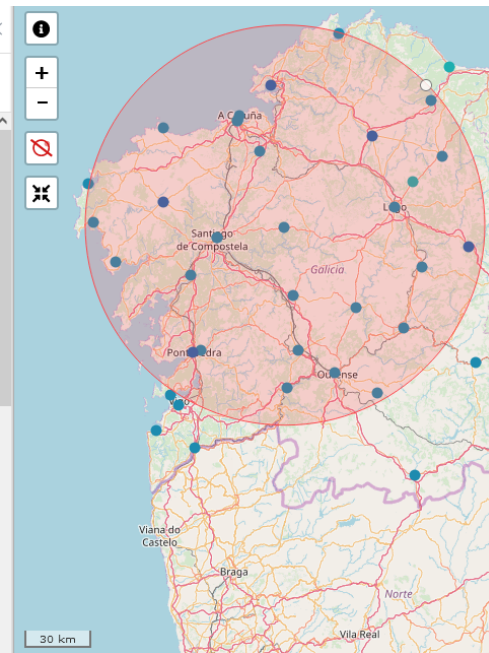 i
+
−
A Coruña
Lugo
Santiago
de Compostela
Galicia
Pontevedra
Ourense
Viana do
Castelo
Braga
Norte
Vila Real
30 km